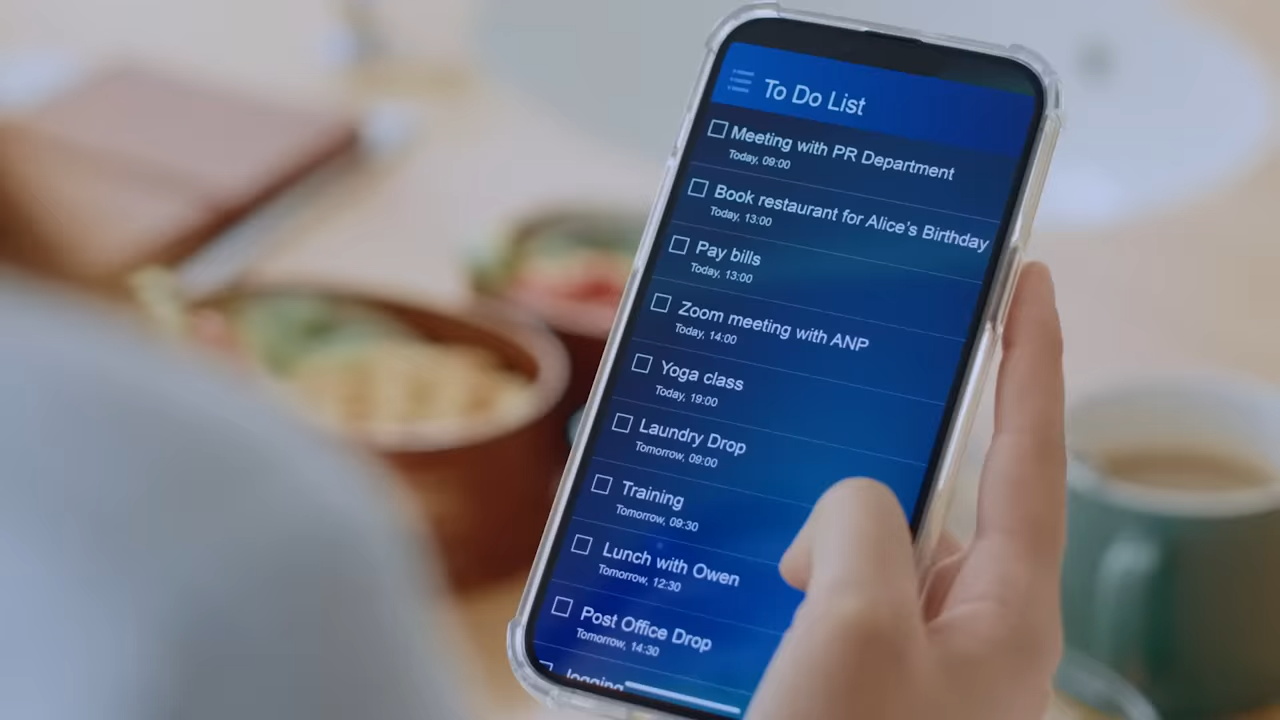 To Do List
Meeting with PR Department
Today, 09:00
Book restaurant for Alice's Birthday
Today, 13:00
Pay bills
Today, 13:00
Zoom meeting with ANP
Today, 14:00
Yoga class
Today, 19:00
Laundry Drop
Tomorrow, 09:00
Training
Tomorrow, 09:30
Lunch with Owen
Tomorrow, 12:30
Post Office Drop
Tomorrow, 14:30